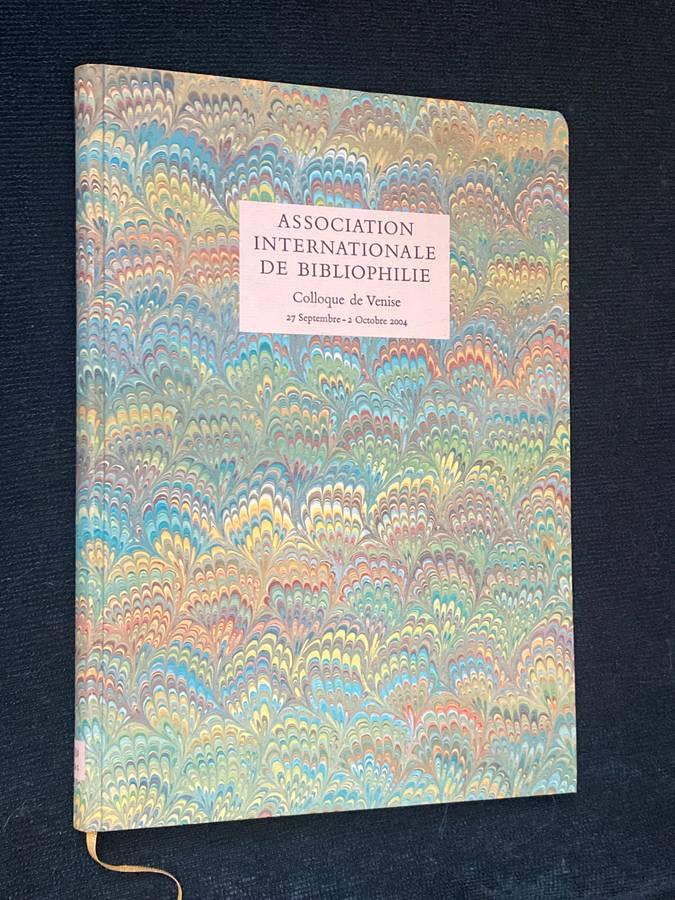 ASSOCIATION
INTERNATIONALE
DE BIBLIOPHILIE
Colloque de Venise
27 Septembre - 2 Octobre 2004